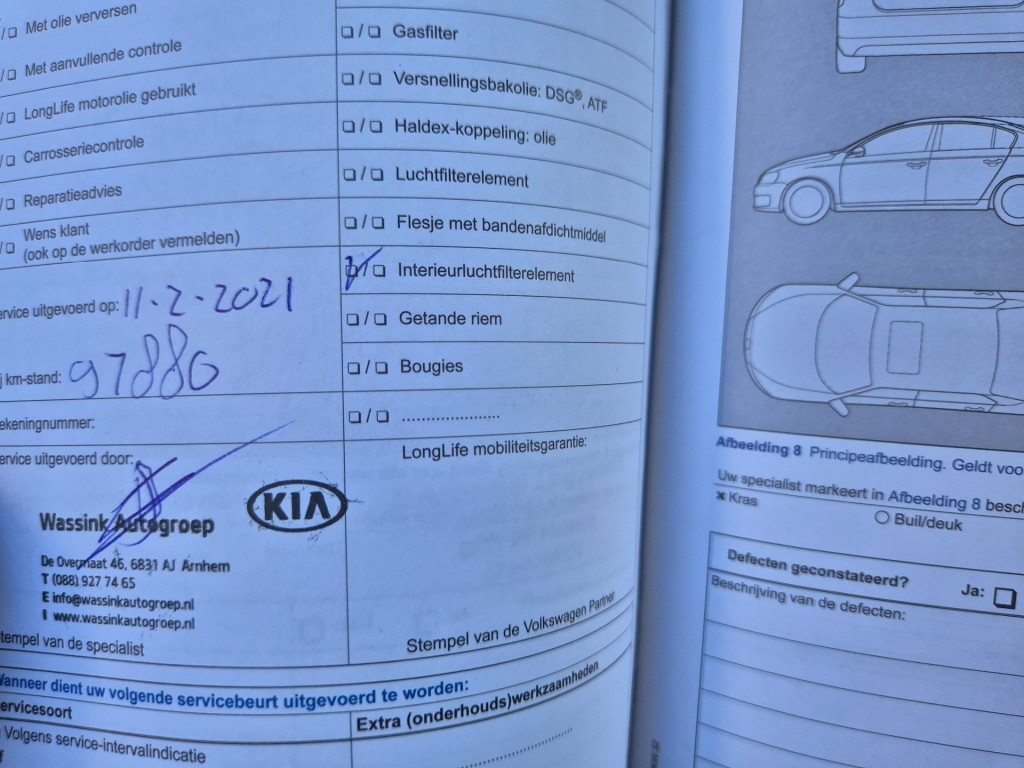 Met olie verversen
Met aanvullende controle
LongLife motorolie gebruikt
Carrosseriecontrole
Reparatieadvies
Wens klant
(ook op de werkorder vermelden)
ervice uitgevoerd op: 11-2-2021
j km-stand: 97880
ekeningnummer:
ervice uitgevoerd door:
Wassink Autogroep
KIA
De Overmaat 46, 6831 AJ Arnhem
T (088) 927 74 65
E info@wassinkautogroep.nl
I www.wassinkautogroep.nl
tempel van de specialist
Gasfilter
Versnellingsbakolie: DSG®, ATF
Haldex-koppeling: olie
Luchtfilterelement
Flesje met bandenafdichtmiddel
Interieurluchtfilterelement
Getande riem
Bougies
....................
LongLife mobiliteitsgarantie:
Stempel van de Volkswagen Partner
Wanneer dient uw volgende servicebeurt uitgevoerd te worden:
ervicesoort
Volgens service-intervalindicatie
Extra (onderhouds)werkzaamheden
Afbeelding 8 Principeafbeelding. Geldt voo
Uw specialist markeert in Afbeelding 8 besch
x Kras
Buil/deuk
Defecten geconstateerd?
Ja:
Beschrijving van de defecten: